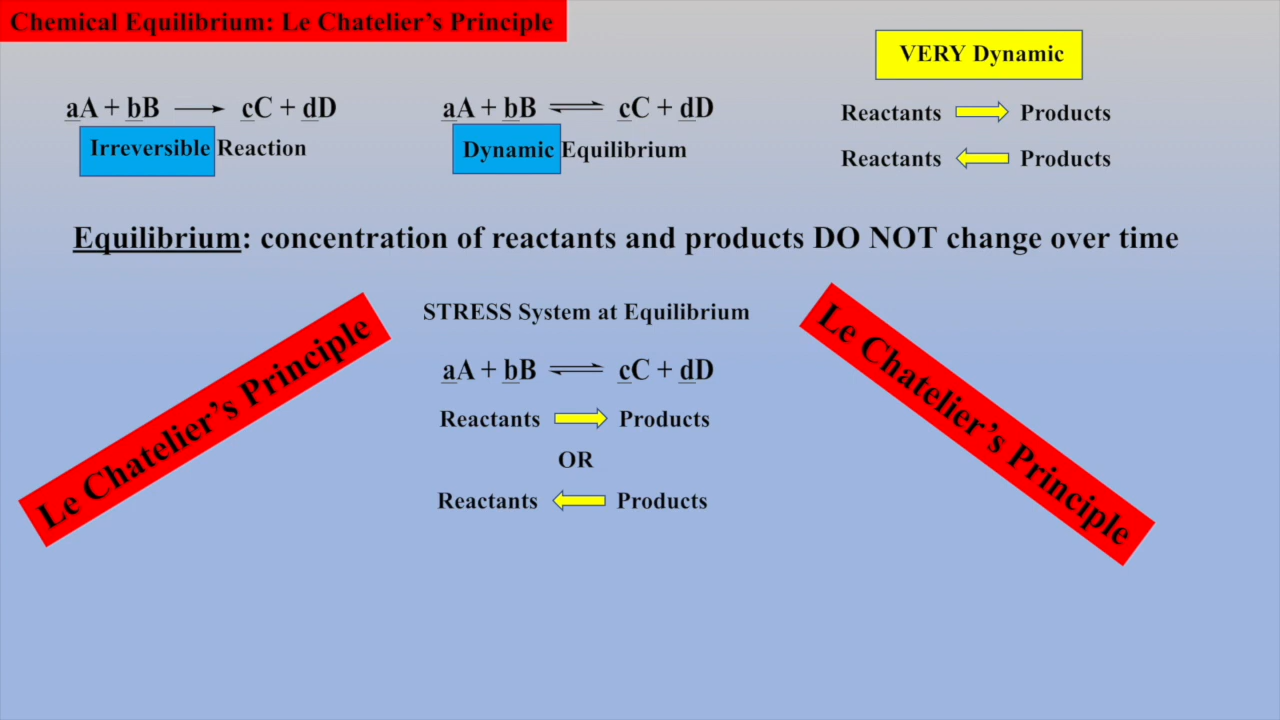 Chemical Equilibrium: Le Chatelier’s Principle
VERY Dynamic
aA + bB ⟶ cC + dD
aA + bB ⇌ cC + dD
Reactants Products
Irreversible Reaction
Dynamic Equilibrium
Reactants Products
Equilibrium: concentration of reactants and products DO NOT change over time
STRESS System at Equilibrium
Le Chatelier’s Principle
Le Chatelier’s Principle
aA + bB ⇌ cC + dD
Reactants Products
OR
Reactants Products